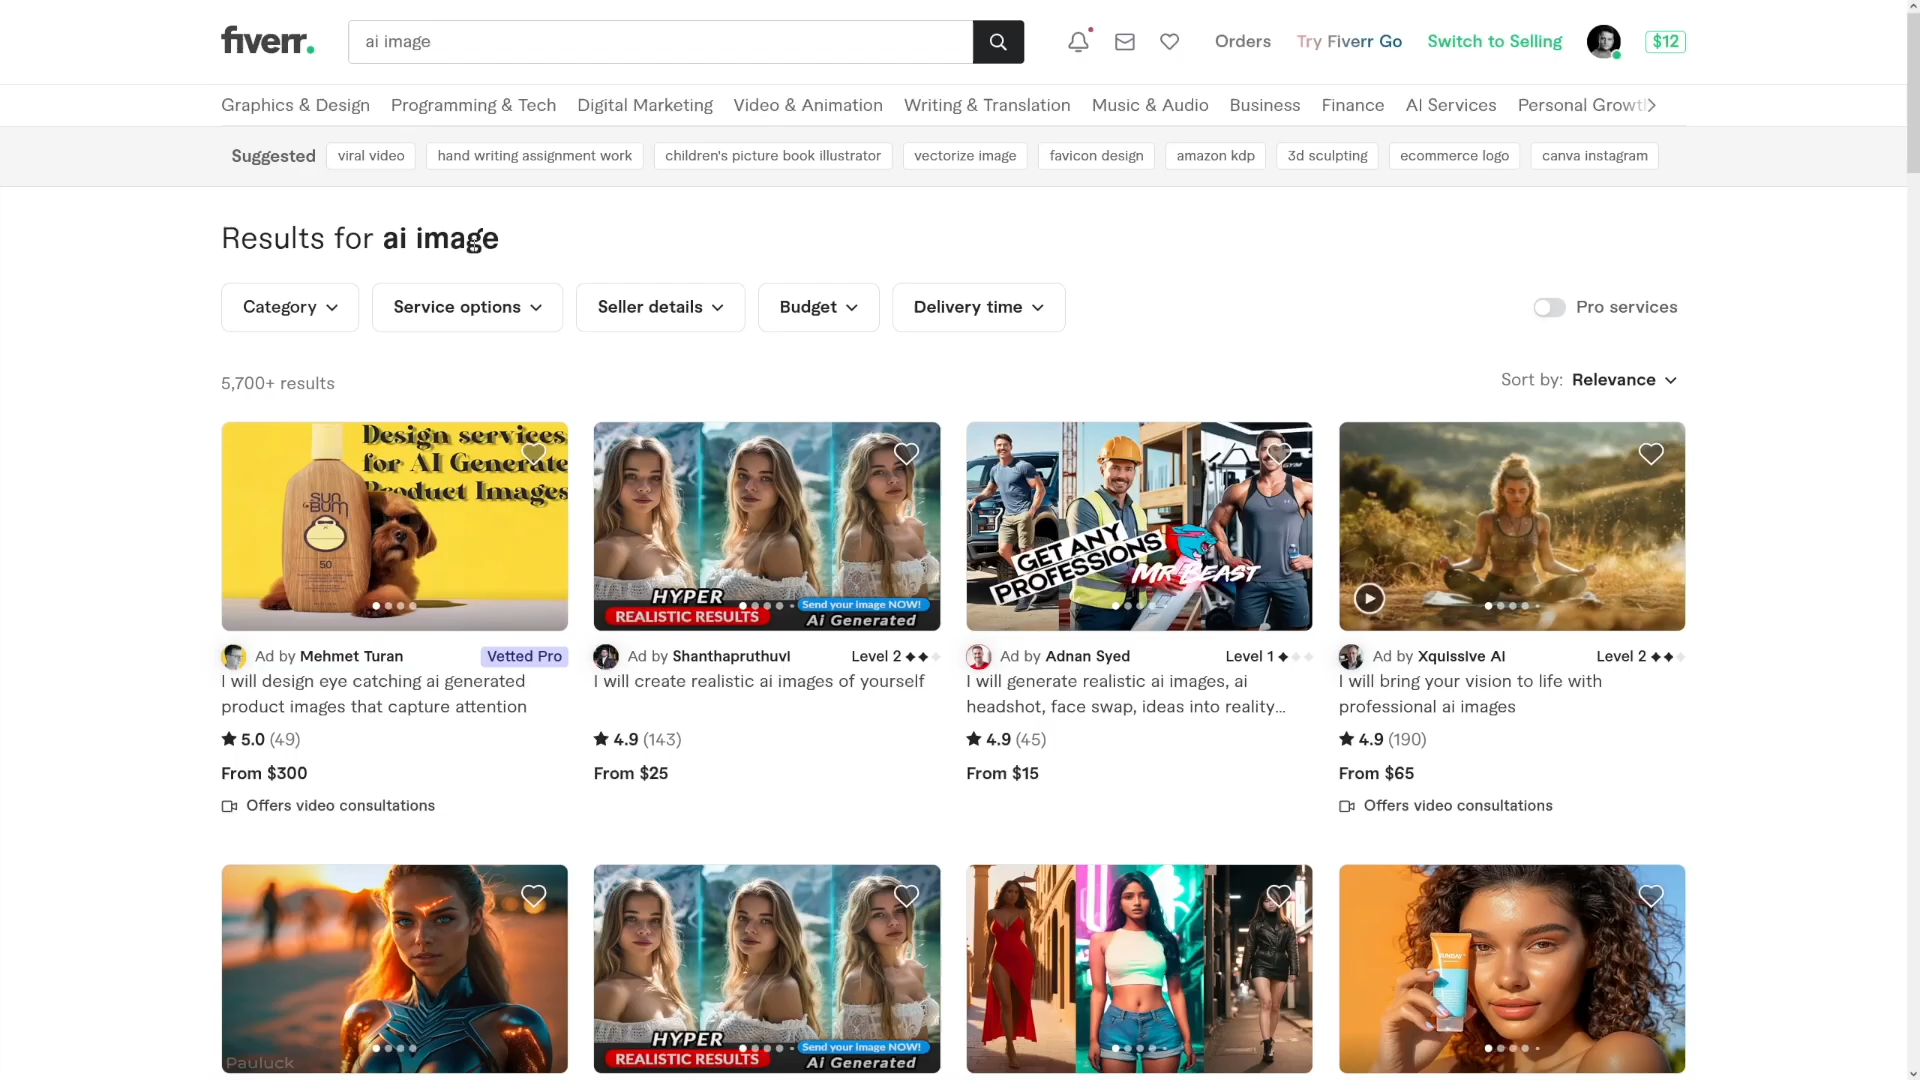 fiverr.
ai image
Orders
Try Fiverr Go
Switch to Selling
$12
Graphics & Design
Programming & Tech
Digital Marketing
Video & Animation
Writing & Translation
Music & Audio
Business
Finance
AI Services
Personal Growth
Suggested
viral video
hand writing assignment work
children's picture book illustrator
vectorize image
favicon design
amazon kdp
3d sculpting
ecommerce logo
canva instagram
Results for ai image
Category
Service options
Seller details
Budget
Delivery time
Pro services
5,700+ results
Sort by: Relevance
Design services
for AI Generate
Product Images
SUN
BUM
50
HYPER
REALISTIC RESULTS
Send your image NOW!
Ai Generated
GET ANY
PROFESSIONS
MR BEAST
GYM
Ad by Mehmet Turan
Vetted Pro
I will design eye catching ai generated
product images that capture attention
5.0 (49)
From $300
Offers video consultations
Ad by Shanthapruthuvi
Level 2
I will create realistic ai images of yourself
4.9 (143)
From $25
Ad by Adnan Syed
Level 1
I will generate realistic ai images, ai
headshot, face swap, ideas into reality...
4.9 (45)
From $15
Ad by Xquissive AI
Level 2
I will bring your vision to life with
professional ai images
4.9 (190)
From $65
Offers video consultations
Pauluck
HYPER
REALISTIC RESULTS
Send your image NOW!
Ai Generated
SUNDAY